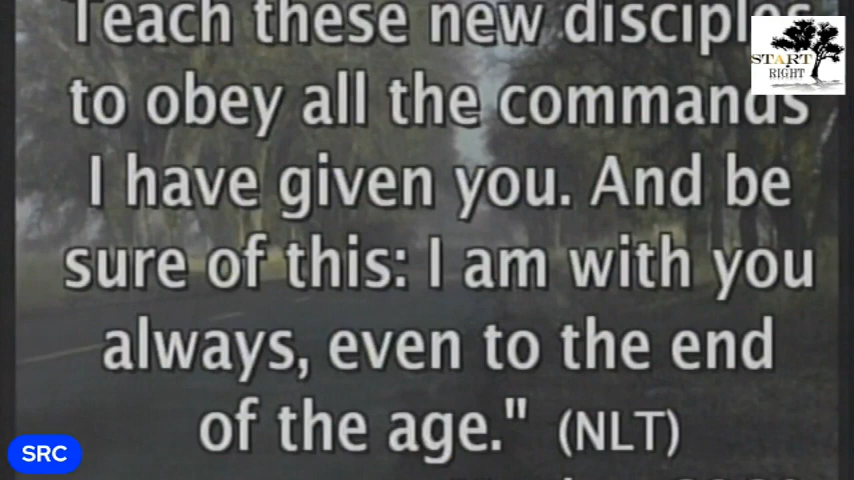 Teach these new disciples
to obey all the commands
I have given you. And be
sure of this: I am with you
always, even to the end
of the age." (NLT)
START
RIGHT
SRC